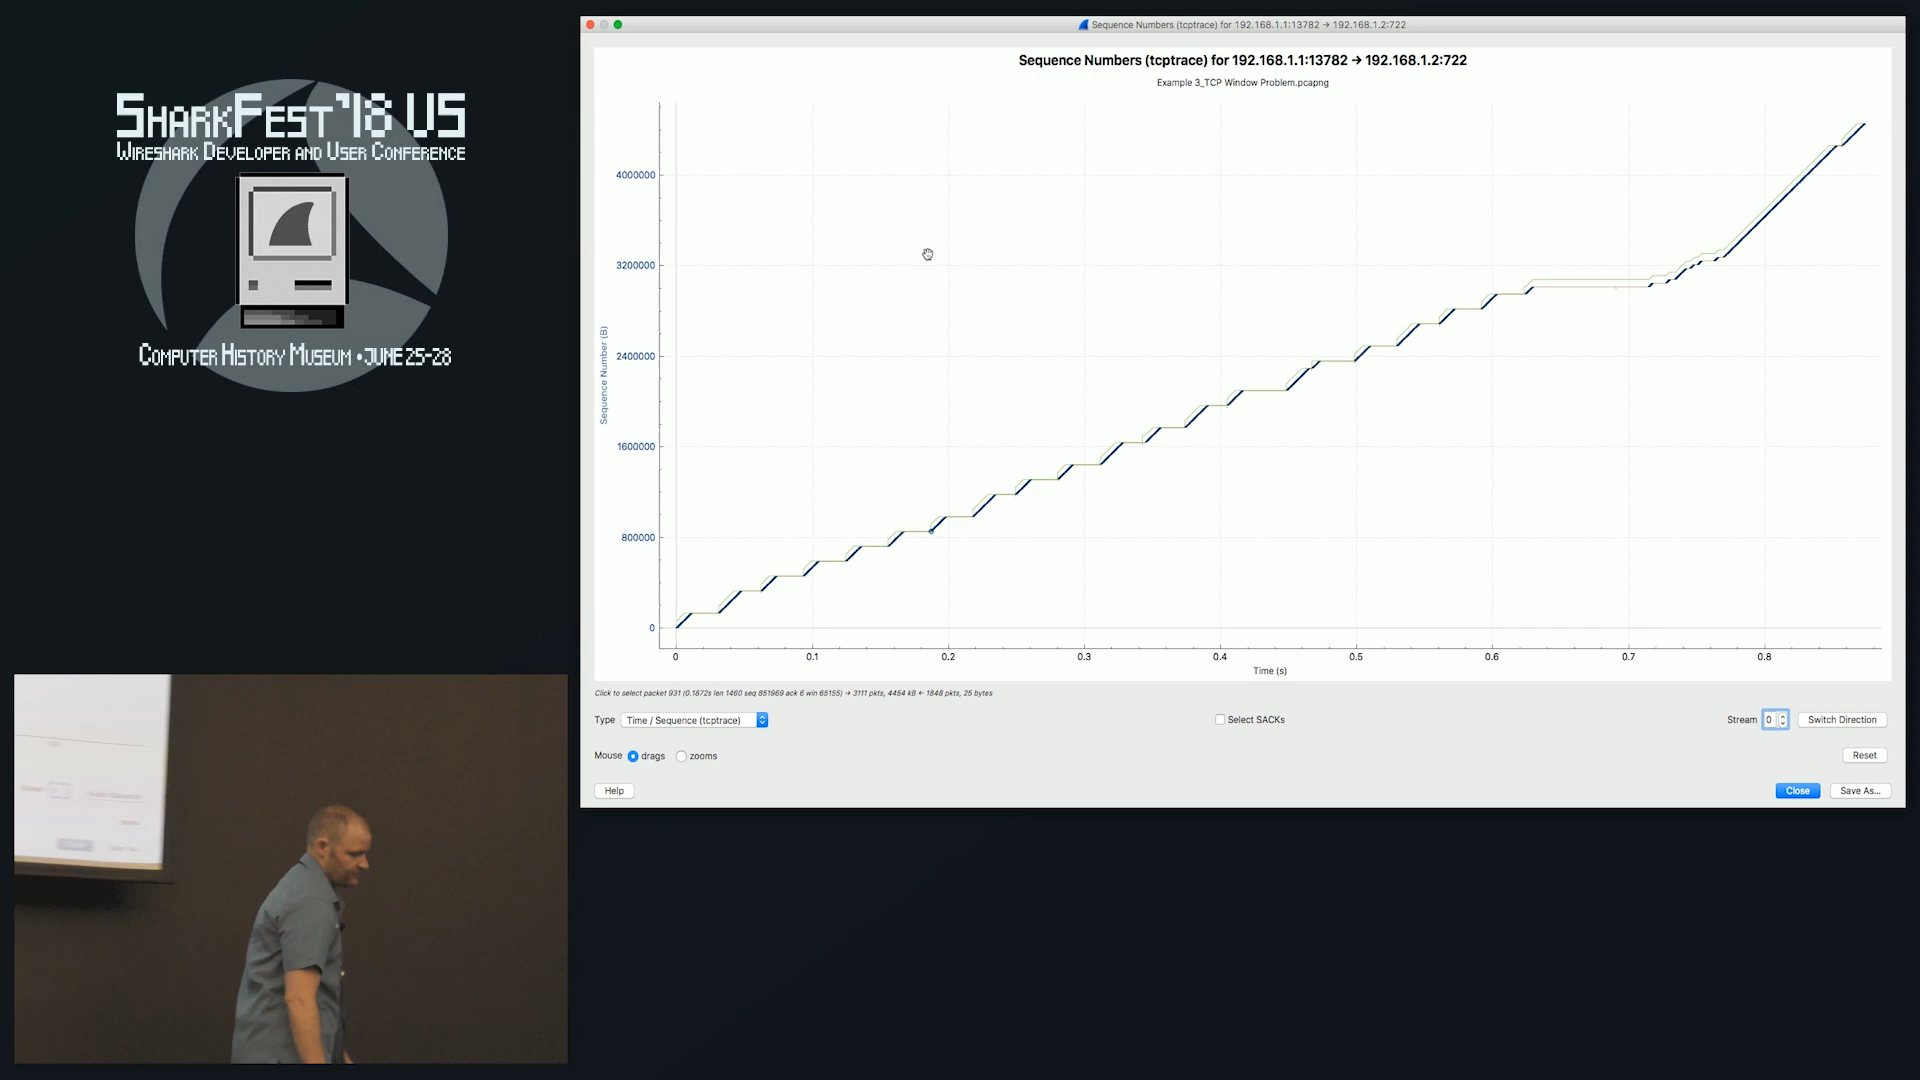 SharkFest'18 US
Wireshark Developer and User Conference
Computer History Museum • June 25-28
Sequence Numbers (tcptrace) for 192.168.1.1:13782 → 192.168.1.2:722
Sequence Numbers (tcptrace) for 192.168.1.1:13782 → 192.168.1.2:722
Example 3_TCP Window Problem.pcapng
Sequence Number (B)
4000000
3200000
2400000
1600000
800000
0
0 0.1 0.2 0.3 0.4 0.5 0.6 0.7 0.8
Time (s)
Click to select packet 931 (0.1872s len 1460 seq 851969 ack 6 win 65155) → 3111 pkts, 4454 kB ← 1848 pkts, 25 bytes
Type Time / Sequence (tcptrace) Select SACKs Stream 0 Switch Direction
Mouse drags zooms Reset
Help Close Save As...